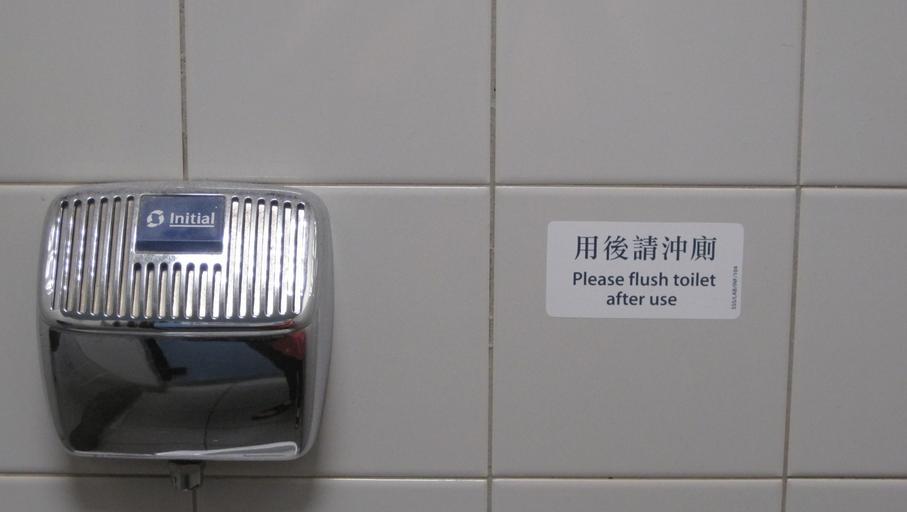 Initial
用後請沖廁
Please flush toilet
after use